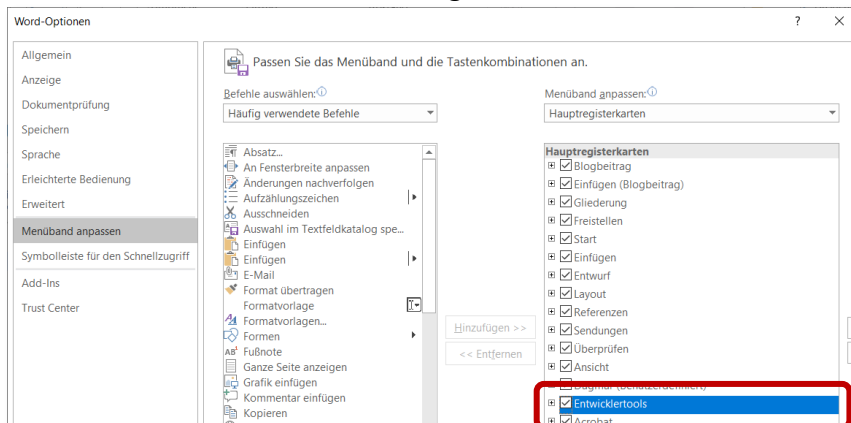 Word-Optionen ? ×
Allgemein
Anzeige
Dokumentprüfung
Speichern
Sprache
Erleichterte Bedienung
Erweitert
Menüband anpassen
Symbolleiste für den Schnellzugriff
Add-Ins
Trust Center
Passen Sie das Menüband und die Tastenkombinationen an.
Befehle auswählen:
Häufig verwendete Befehle
Absatz...
An Fensterbreite anpassen
Änderungen nachverfolgen
Aufzählungszeichen
Ausschneiden
Auswahl im Textfeldkatalog spe...
Einfügen
Einfügen
E-Mail
Format übertragen
Formatvorlage
Formatvorlagen...
Formen
Fußnote
Ganze Seite anzeigen
Grafik einfügen
Kommentar einfügen
Kopieren
Hinzufügen >>
<< Entfernen
Menüband anpassen:
Hauptregisterkarten
Hauptregisterkarten
Blogbeitrag
Einfügen (Blogbeitrag)
Gliederung
Freistellen
Start
Einfügen
Entwurf
Layout
Referenzen
Sendungen
Überprüfen
Ansicht
Dagmar (Benutzerdefiniert)
Entwicklertools
Acrobat